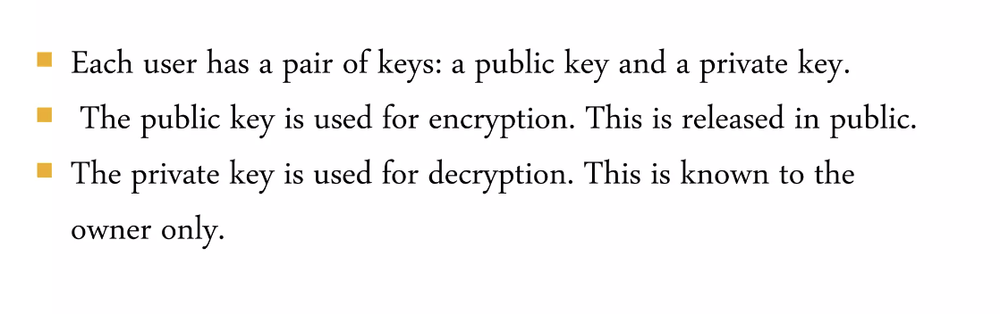 Each user has a pair of keys: a public key and a private key.
The public key is used for encryption. This is released in public.
The private key is used for decryption. This is known to the
owner only.